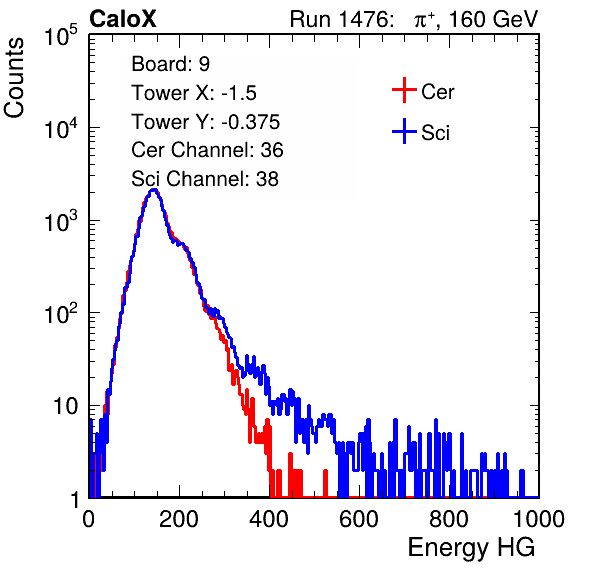 CaloX Run 1476: π⁺, 160 GeV
Counts
10⁵
10⁴
10³
10²
10
1
Board: 9
Tower X: -1.5
Tower Y: -0.375
Cer Channel: 36
Sci Channel: 38
Cer
Sci
0 200 400 600 800 1000
Energy HG